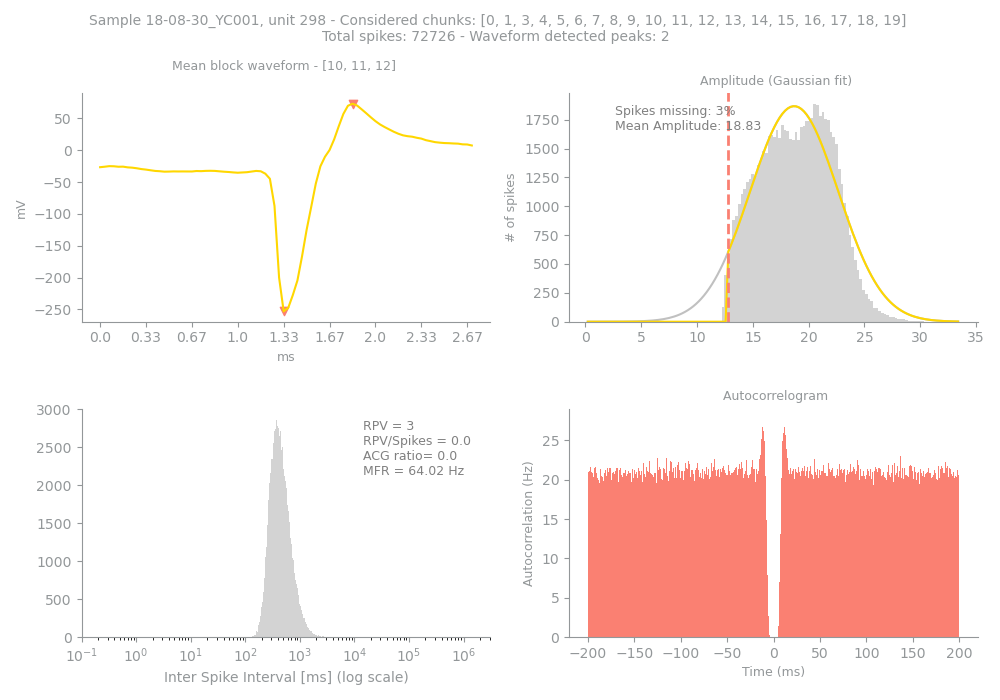 Sample 18-08-30_YC001, unit 298 - Considered chunks: [0, 1, 3, 4, 5, 6, 7, 8, 9, 10, 11, 12, 13, 14, 15, 16, 17, 18, 19]
Total spikes: 72726 - Waveform detected peaks: 2
Mean block waveform - [10, 11, 12]
50
0
−50
−100
−150
−200
−250
mV
0.0 0.33 0.67 1.0 1.33 1.67 2.0 2.33 2.67
ms
Amplitude (Gaussian fit)
Spikes missing: 3%
Mean Amplitude: 18.83
1750
1500
1250
1000
750
500
250
0
# of spikes
0 5 10 15 20 25 30 35
3000
2500
2000
1500
1000
500
0
RPV = 3
RPV/Spikes = 0.0
ACG ratio= 0.0
MFR = 64.02 Hz
10−1 100 101 102 103 104 105 106
Inter Spike Interval [ms] (log scale)
Autocorrelogram
25
20
15
10
5
0
Autocorrelation (Hz)
−200 −150 −100 −50 0 50 100 150 200
Time (ms)